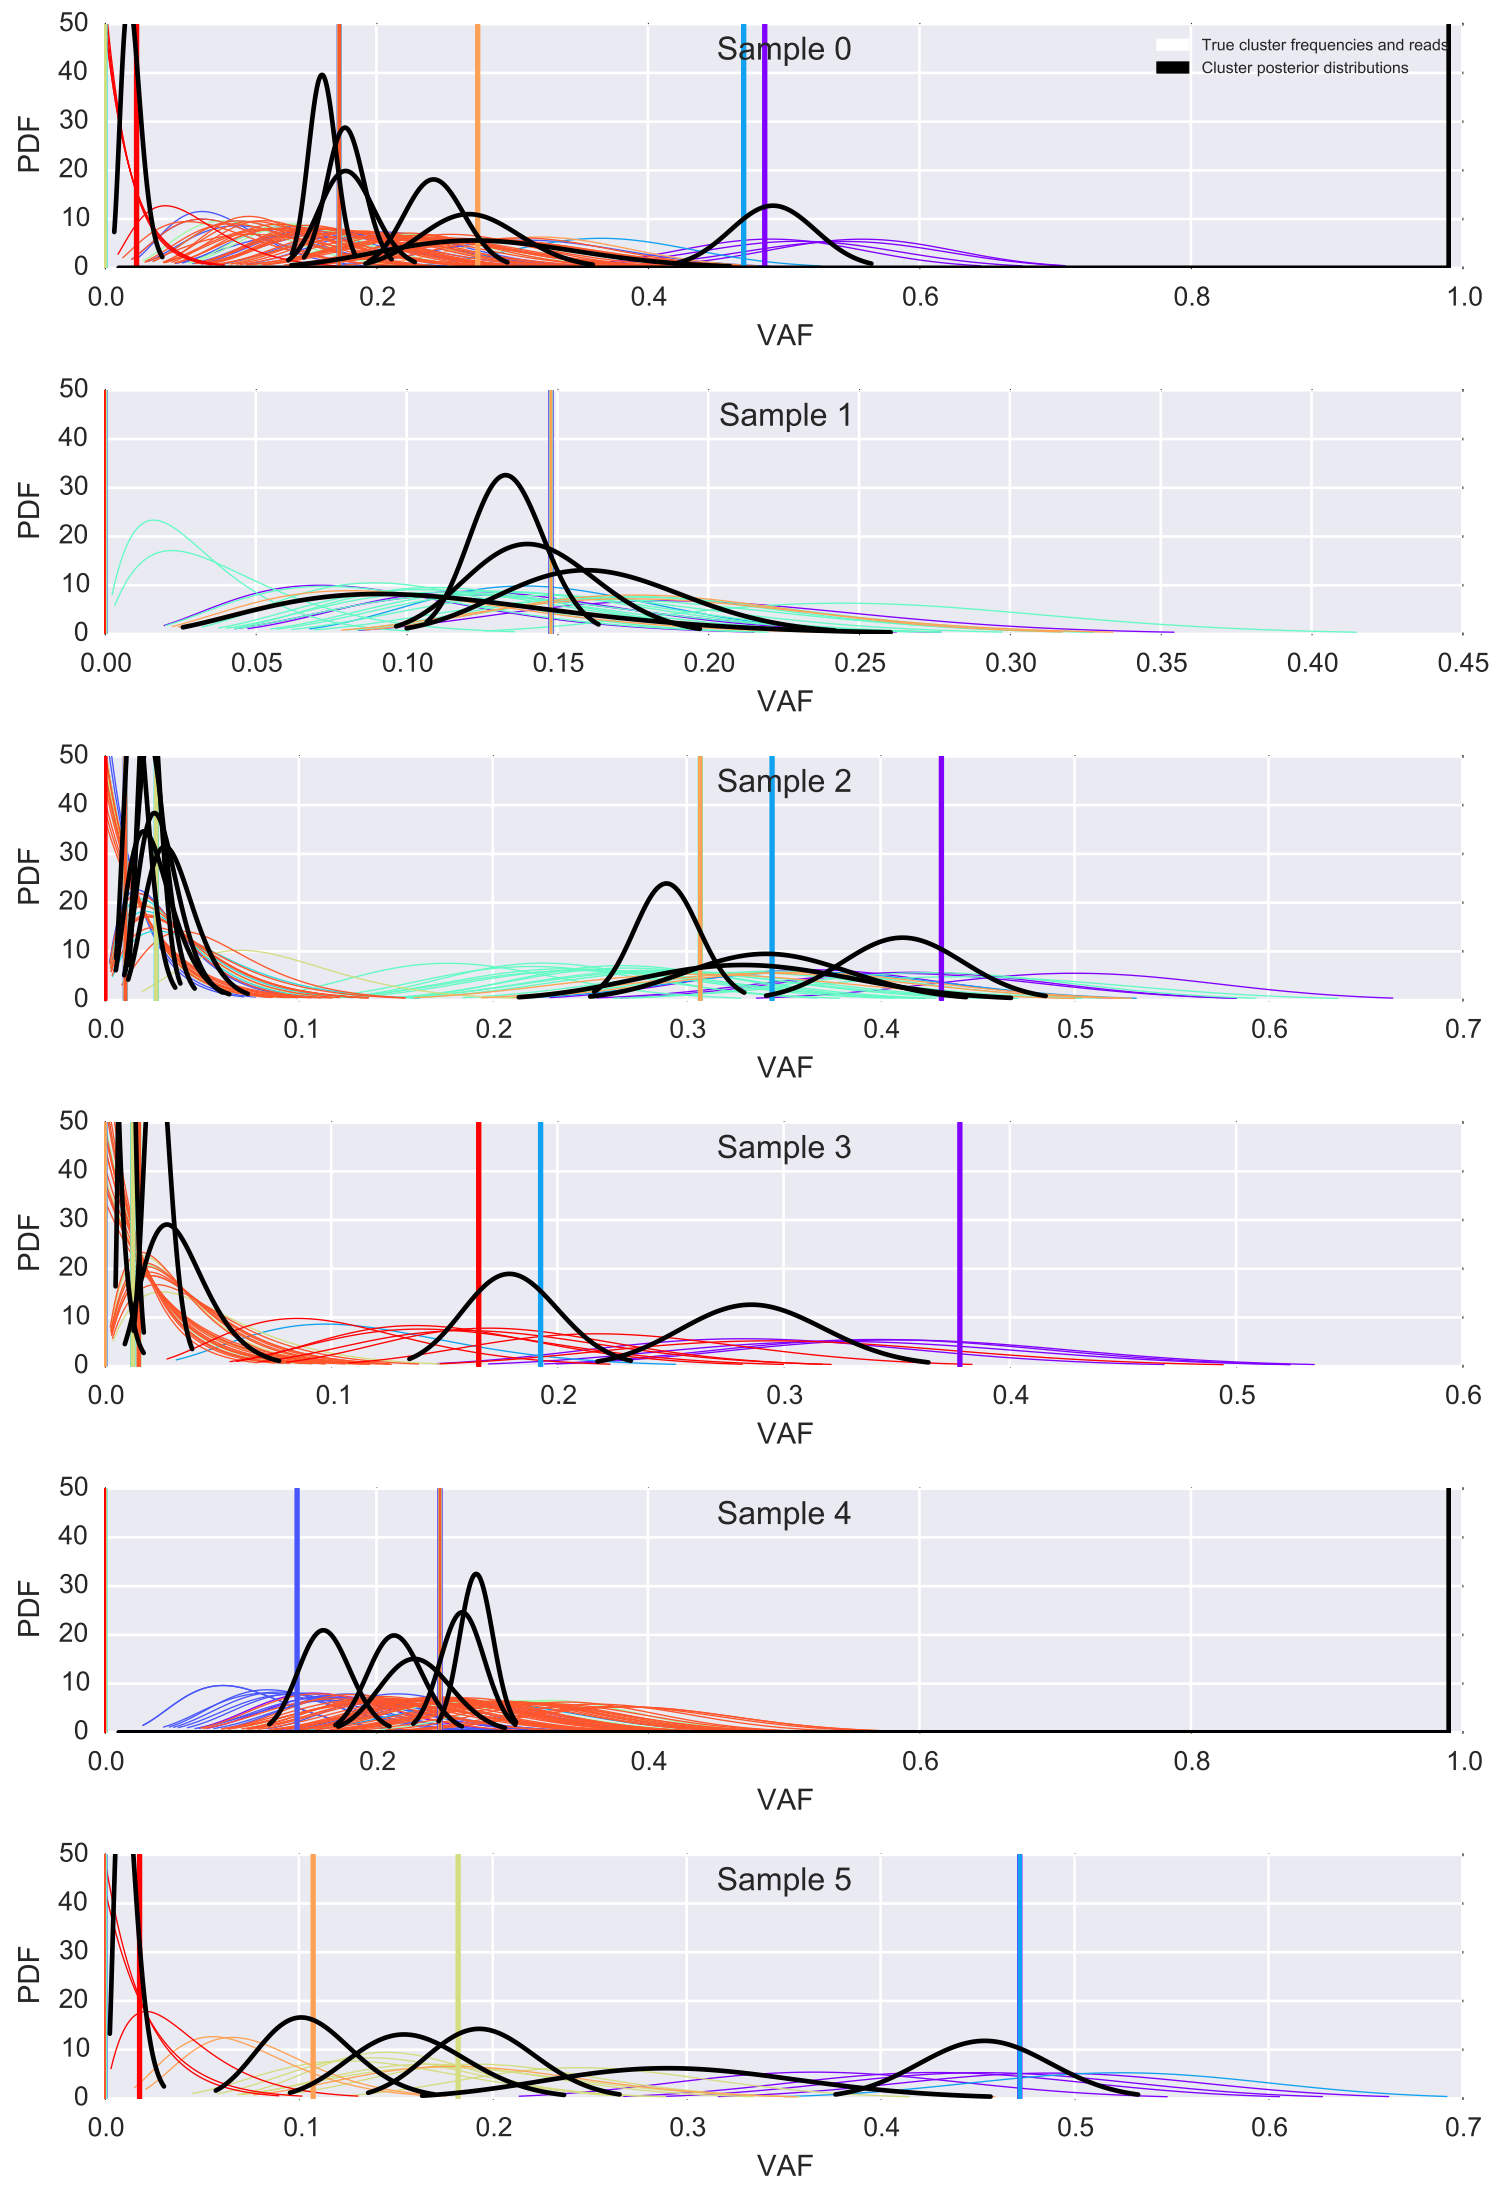 Sample 0
True cluster frequencies and reads
Cluster posterior distributions
PDF
50
40
30
20
10
0
0.0 0.2 0.4 0.6 0.8 1.0
VAF
Sample 1
PDF
50
40
30
20
10
0
0.00 0.05 0.10 0.15 0.20 0.25 0.30 0.35 0.40 0.45
VAF
Sample 2
PDF
50
40
30
20
10
0
0.0 0.1 0.2 0.3 0.4 0.5 0.6 0.7
VAF
Sample 3
PDF
50
40
30
20
10
0
0.0 0.1 0.2 0.3 0.4 0.5 0.6
VAF
Sample 4
PDF
50
40
30
20
10
0
0.0 0.2 0.4 0.6 0.8 1.0
VAF
Sample 5
PDF
50
40
30
20
10
0
0.0 0.1 0.2 0.3 0.4 0.5 0.6 0.7
VAF